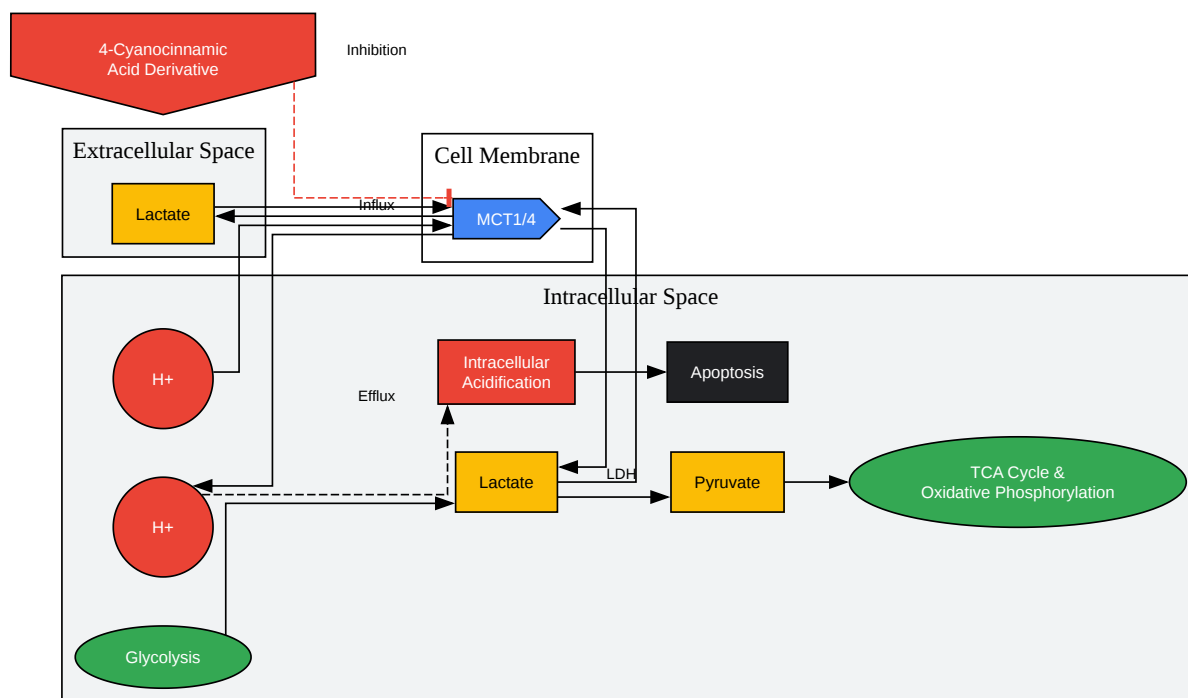 4-Cyanocinnamic
Acid Derivative
Inhibition
Extracellular Space
Cell Membrane
Lactate
Influx
MCT1/4
Intracellular Space
H+
Intracellular
Acidification
Apoptosis
Efflux
H+
Lactate
LDH
Pyruvate
TCA Cycle &
Oxidative Phosphorylation
Glycolysis